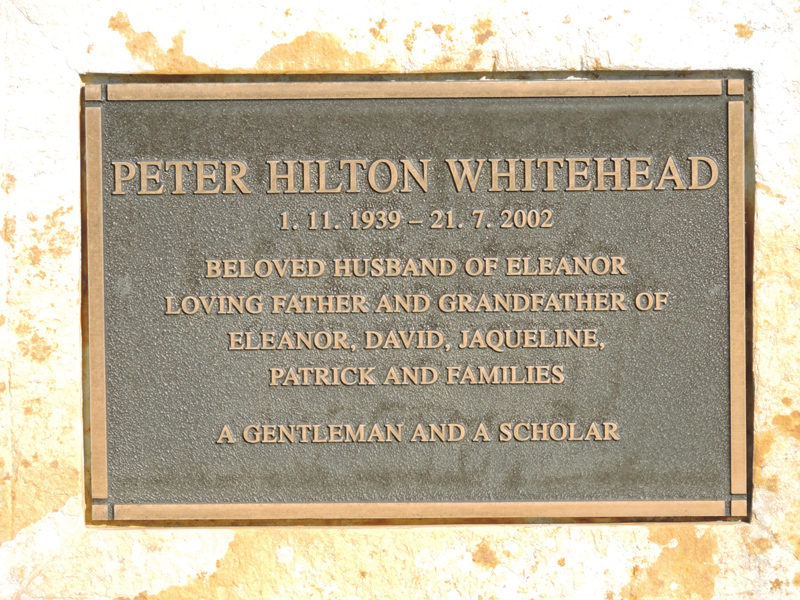 PETER HILTON WHITEHEAD
1. 11. 1939 – 21. 7. 2002
BELOVED HUSBAND OF ELEANOR
LOVING FATHER AND GRANDFATHER OF
ELEANOR, DAVID, JAQUELINE,
PATRICK AND FAMILIES
A GENTLEMAN AND A SCHOLAR